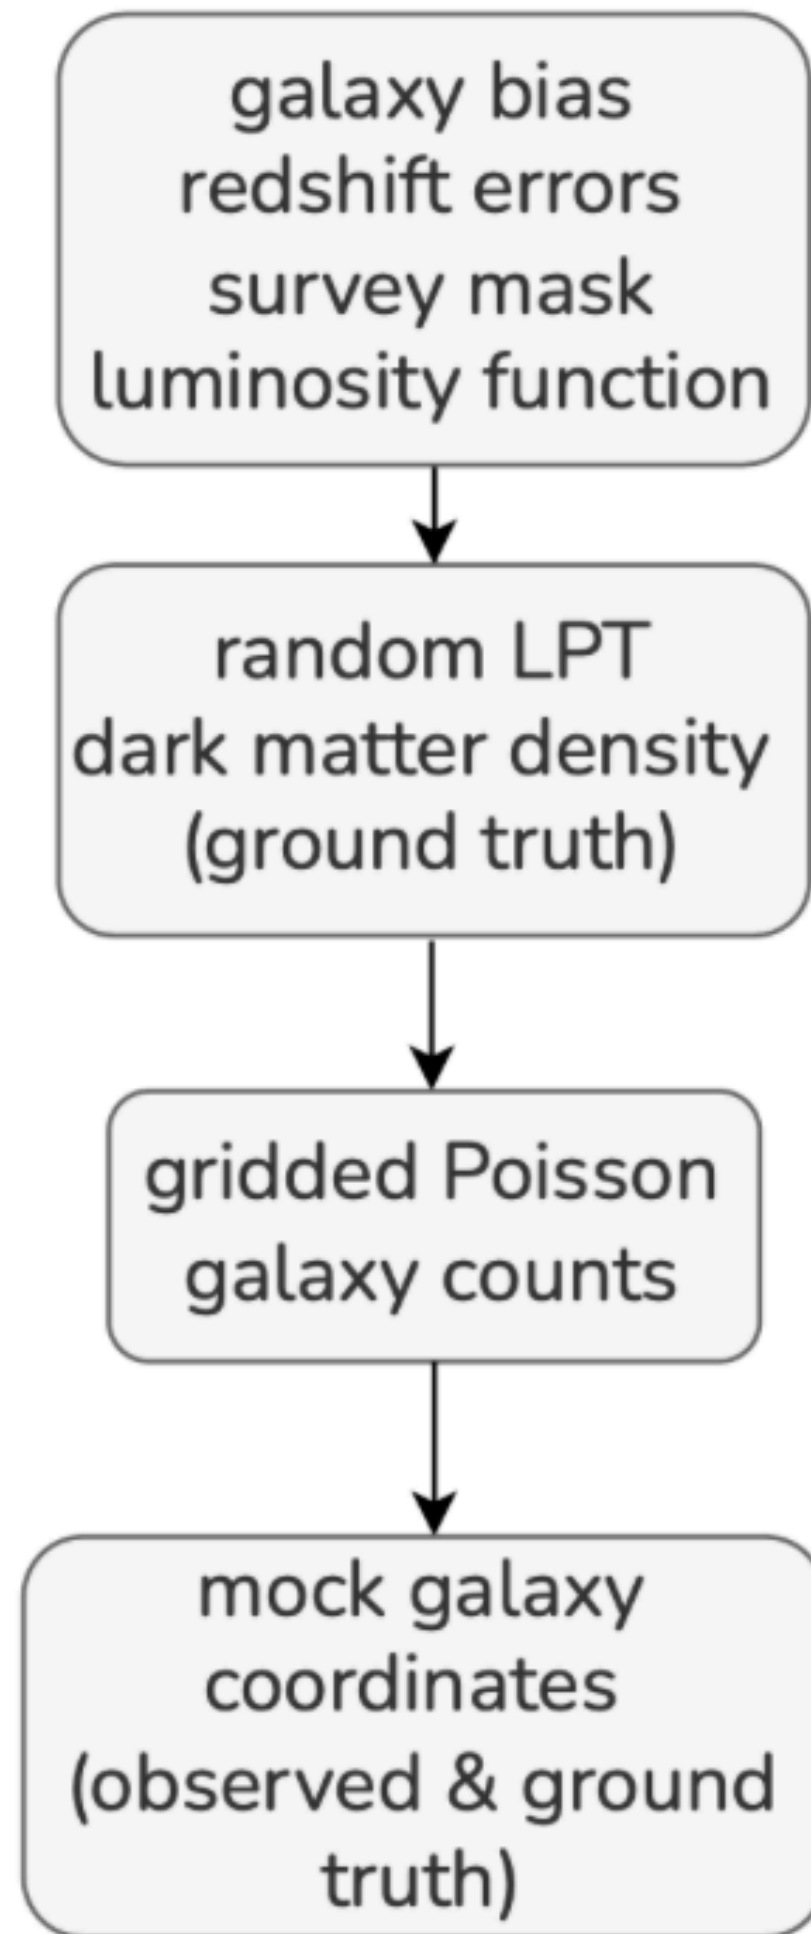 galaxy bias
redshift errors
survey mask
luminosity function
random LPT
dark matter density
(ground truth)
gridded Poisson
galaxy counts
mock galaxy
coordinates
(observed & ground
truth)